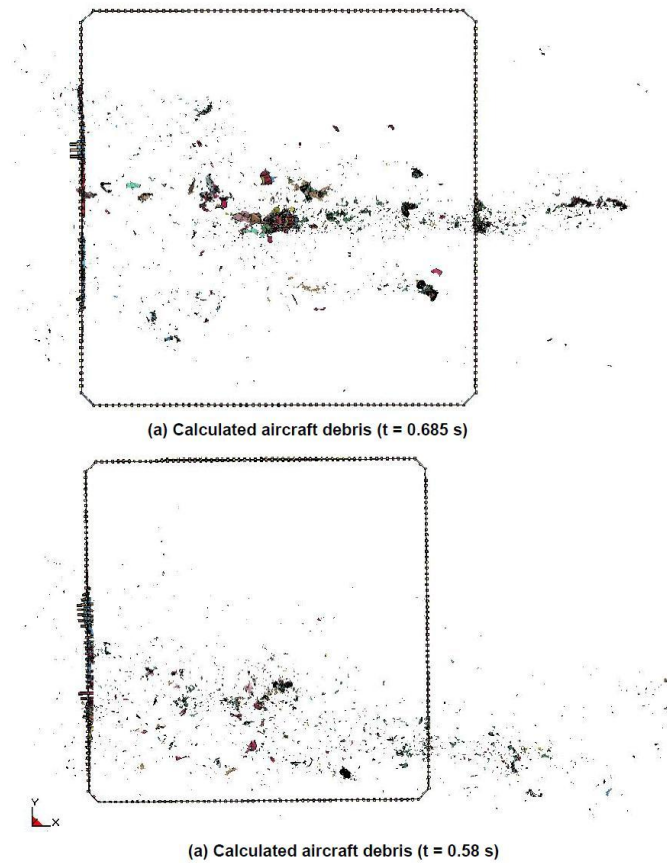 (a) Calculated aircraft debris (t = 0.685 s)
Y
X
(a) Calculated aircraft debris (t = 0.58 s)